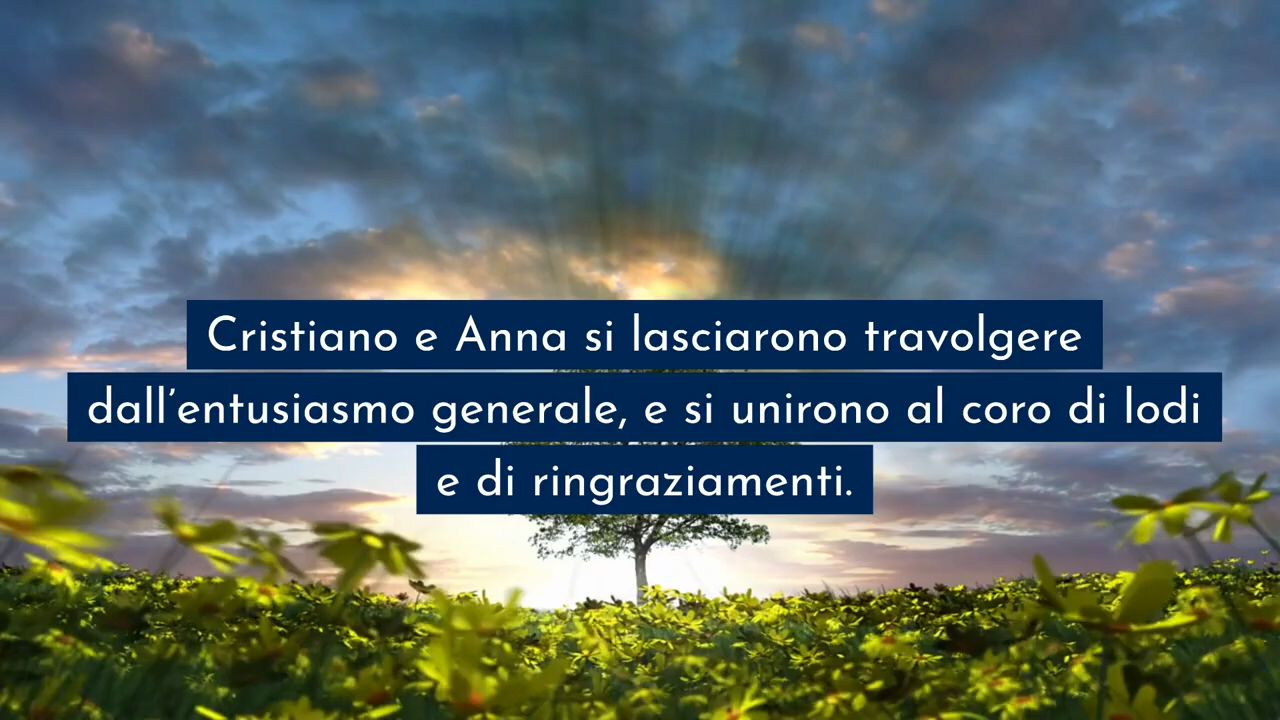 Cristiano e Anna si lasciarono travolgere
dall’entusiasmo generale, e si unirono al coro di lodi
e di ringraziamenti.